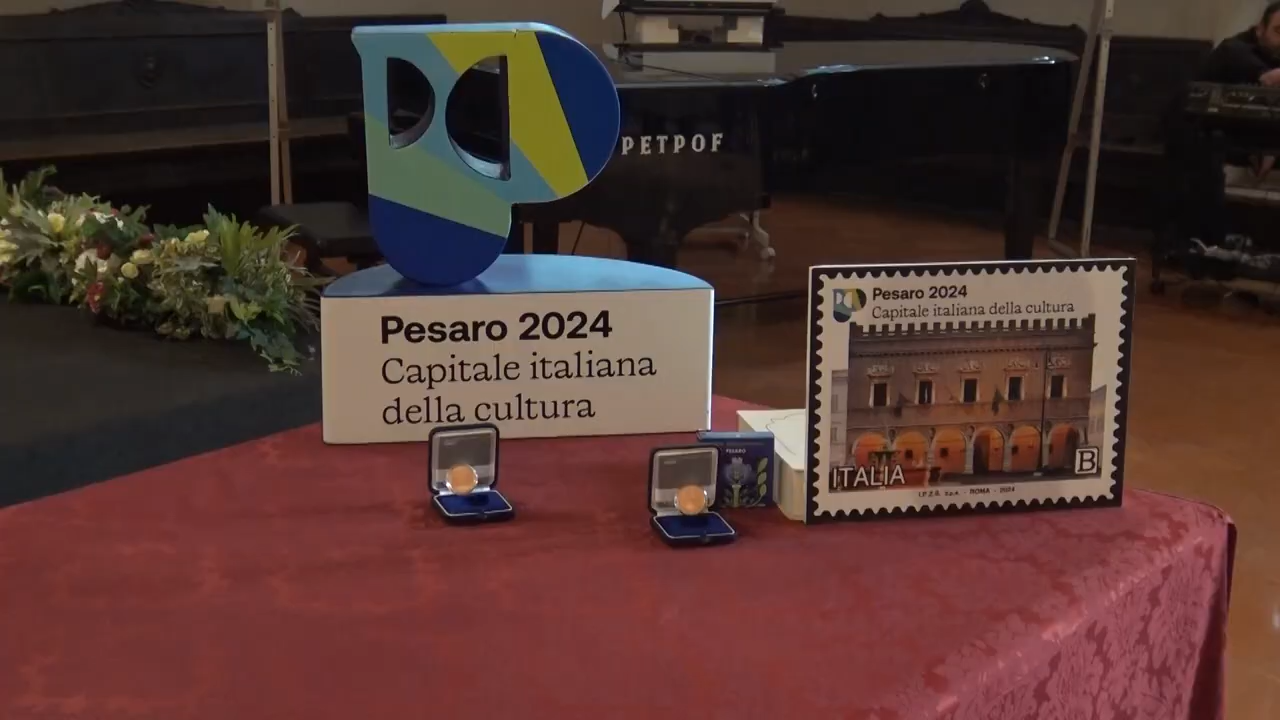 PETPOF
Pesaro 2024
Capitale italiana
della cultura
Pesaro 2024
Capitale italiana della cultura
ITALIA
B
I.P.Z.S. S.p.A. - ROMA - 2024
PESARO